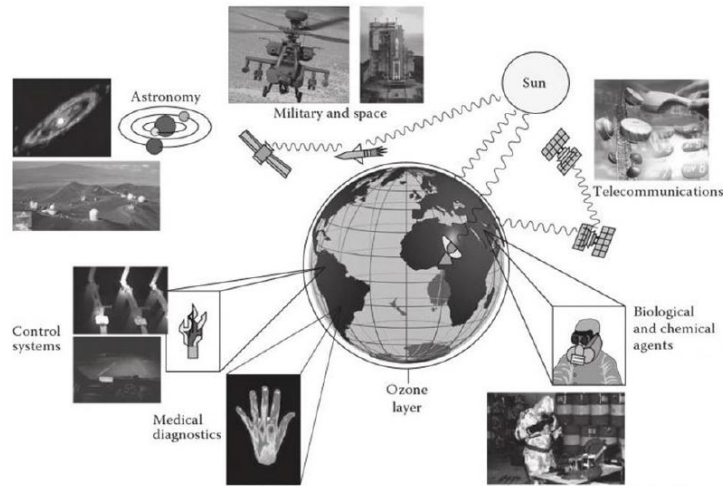 Astronomy
Military and space
Sun
Telecommunications
Control
systems
Biological
and chemical
agents
Ozone
layer
Medical
diagnostics